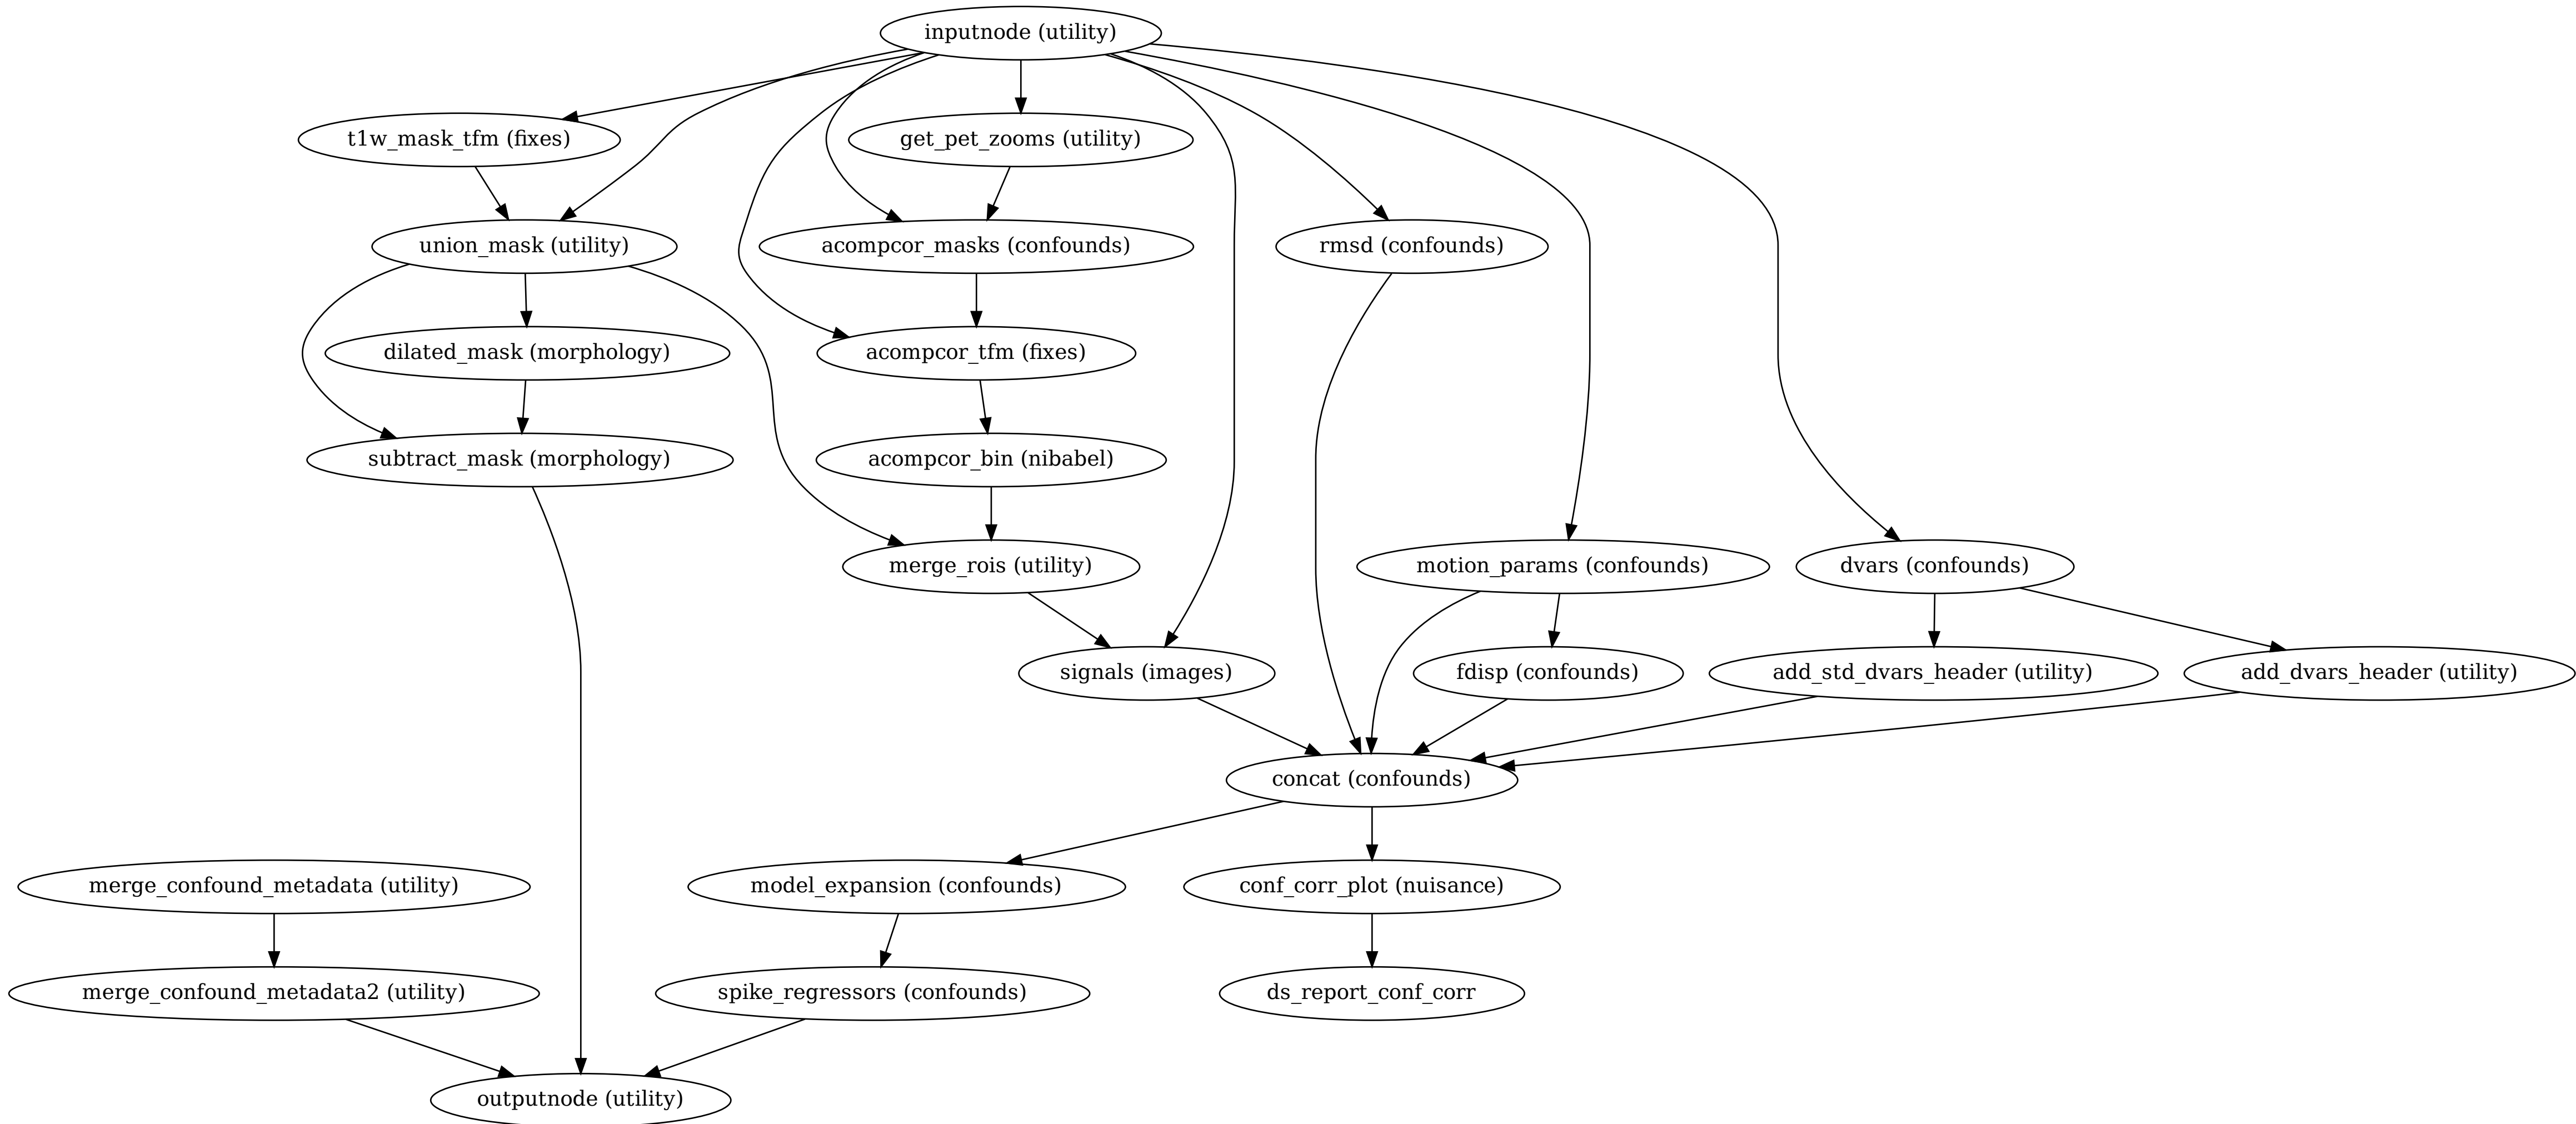 inputnode (utility)
t1w_mask_tfm (fixes)
get_pet_zooms (utility)
union_mask (utility)
acompcor_masks (confounds)
rmsd (confounds)
dilated_mask (morphology)
acompcor_tfm (fixes)
subtract_mask (morphology)
acompcor_bin (nibabel)
merge_rois (utility)
motion_params (confounds)
dvars (confounds)
signals (images)
fdisp (confounds)
add_std_dvars_header (utility)
add_dvars_header (utility)
concat (confounds)
merge_confound_metadata (utility)
model_expansion (confounds)
conf_corr_plot (nuisance)
merge_confound_metadata2 (utility)
spike_regressors (confounds)
ds_report_conf_corr
outputnode (utility)